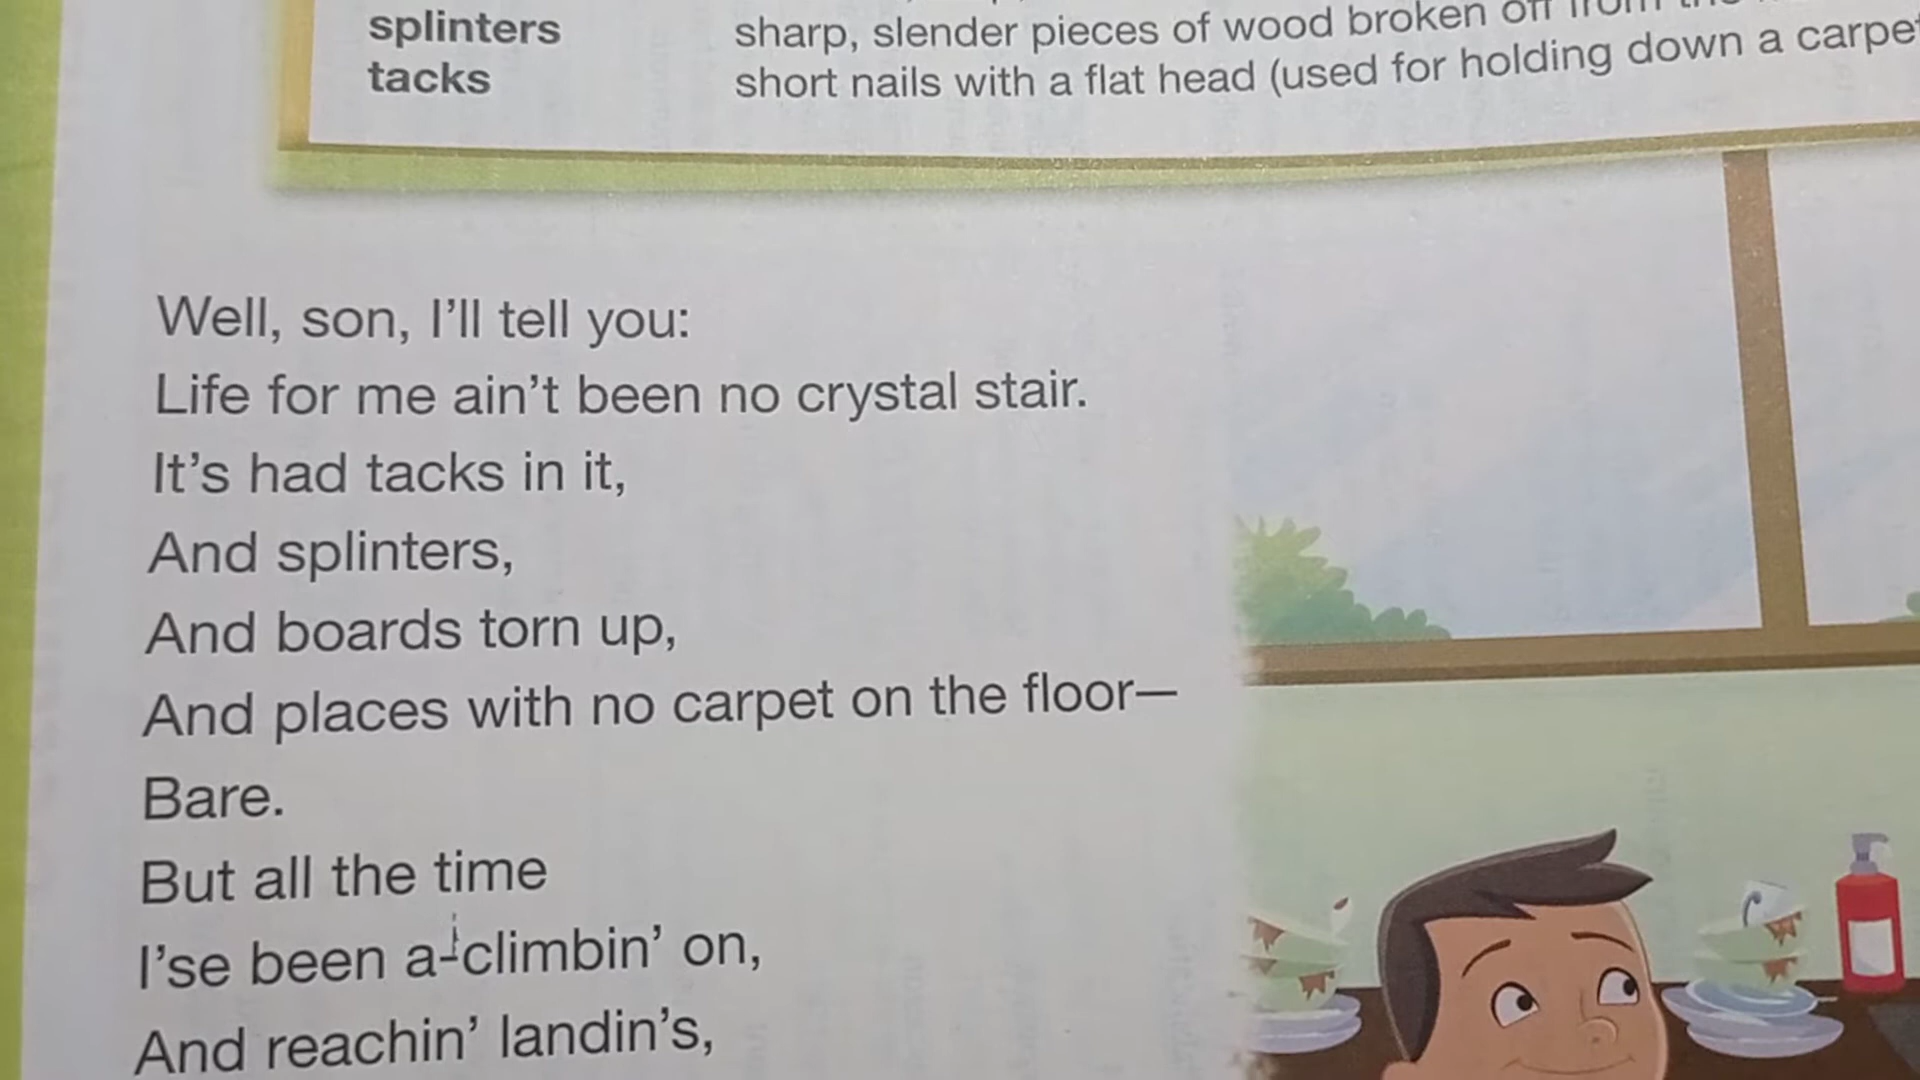 splinters sharp, slender pieces of wood broken off from
tacks short nails with a flat head (used for holding down a carpet
Well, son, I'll tell you:
Life for me ain't been no crystal stair.
It's had tacks in it,
And splinters,
And boards torn up,
And places with no carpet on the floor—
Bare.
But all the time
I'se been a-climbin' on,
And reachin' landin's,